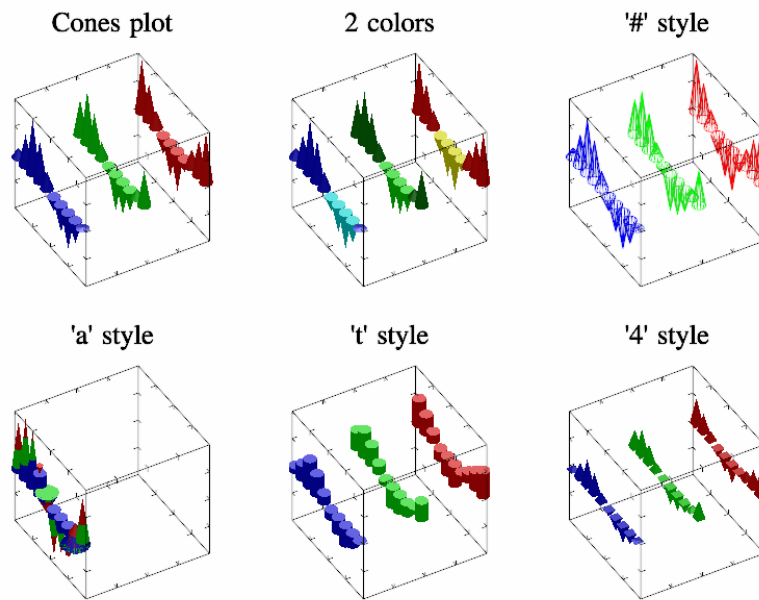 Cones plot
2 colors
'#' style
'a' style
't' style
'4' style